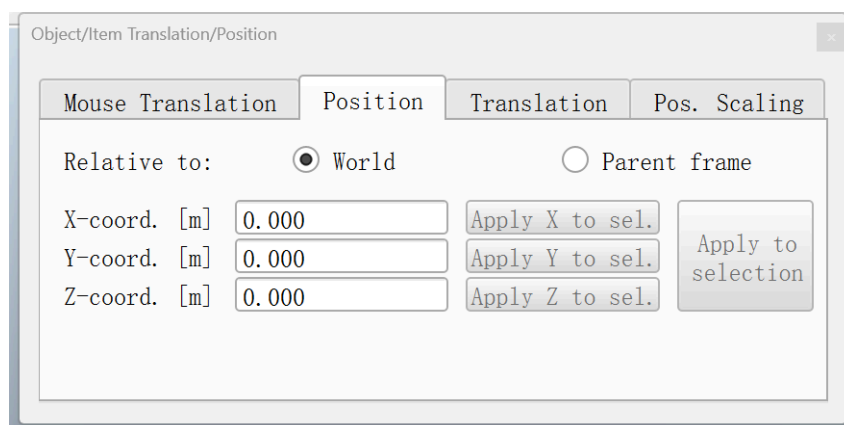 Object/Item Translation/Position
Mouse Translation Position Translation Pos. Scaling
Relative to: World Parent frame
X-coord. [m] 0.000 Apply X to sel.
Y-coord. [m] 0.000 Apply Y to sel.
Z-coord. [m] 0.000 Apply Z to sel.
Apply to
selection